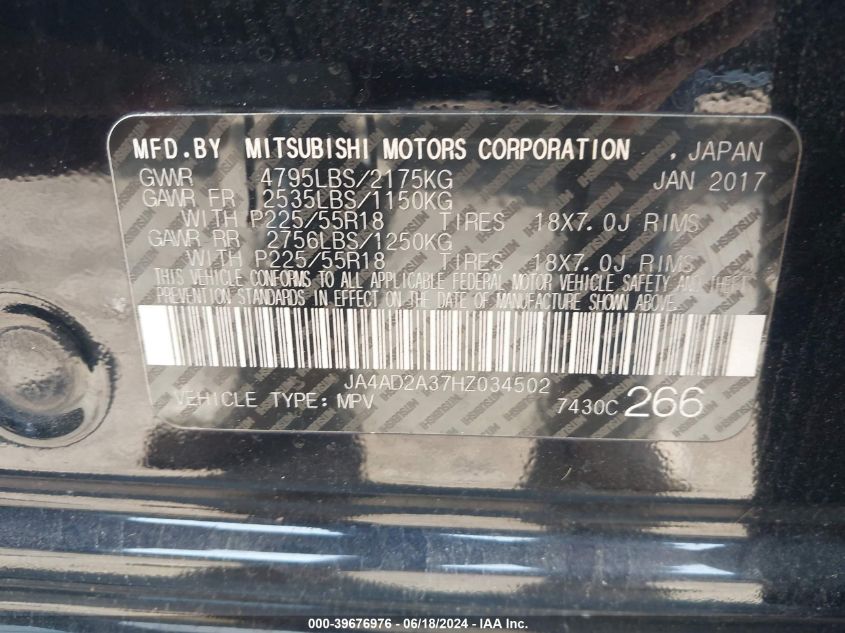 MFD.BY MITSUBISHI MOTORS CORPORATION , JAPAN
GVWR 4795LBS/2175KG JAN 2017
GAWR FR 2535LBS/1150KG
WITH P225/55R18 TIRES 18X7.0J RIMS
GAWR RR 2756LBS/1250KG
WITH P225/55R18 TIRES 18X7.0J RIMS
THIS VEHICLE CONFORMS TO ALL APPLICABLE FEDERAL MOTOR VEHICLE SAFETY AND THEFT
PREVENTION STANDARDS IN EFFECT ON THE DATE OF MANUFACTURE SHOWN ABOVE.
JA4AD2A37HZ034502
VEHICLE TYPE: MPV 7430C 266
000-39676976 - 06/18/2024 - IAAI.com